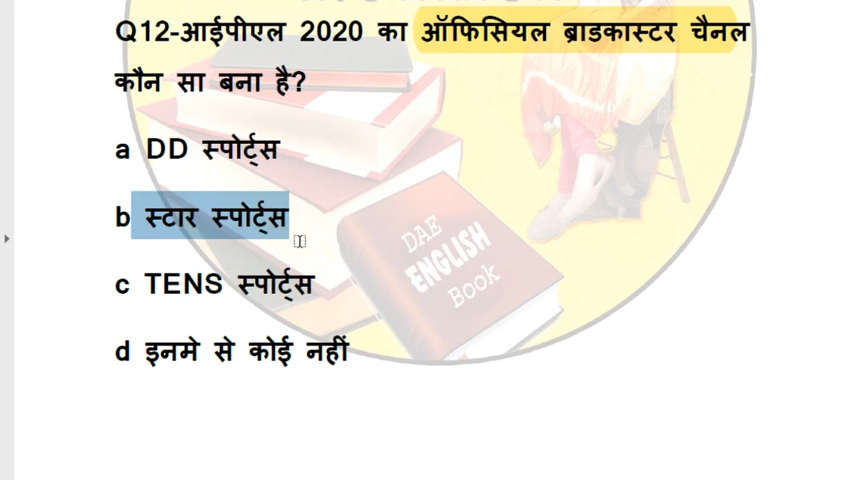 Q12-आईपीएल 2020 का ऑफिसियल ब्राडकास्टर चैनल
कौन सा बना है?
a DD स्पोर्ट्स
b स्टार स्पोर्ट्स
c TENS स्पोर्ट्स
d इनमे से कोई नहीं
DAE
ENGLISH
Book